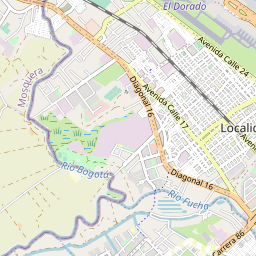 El Dorado
Avenida Calle 24
Mosquera
Diagonal 16
Avenida Calle 17
Localid
Río Bogotá
Diagonal 16
Río Fucha
Carrera 86